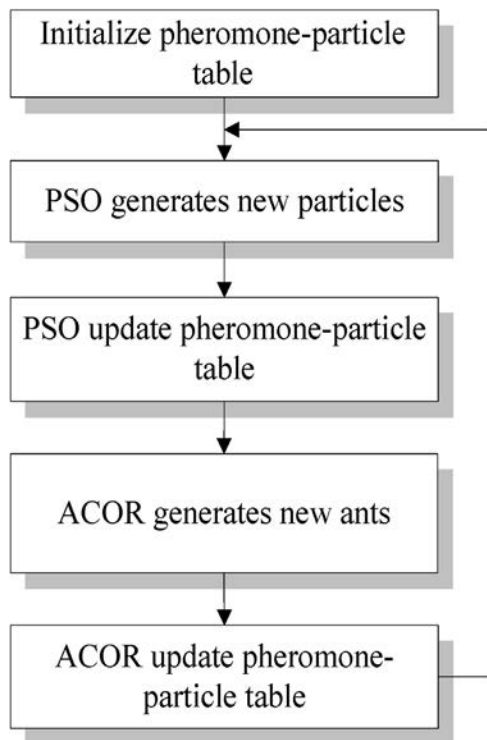 Initialize pheromone-particle
table
PSO generates new particles
PSO update pheromone-particle
table
ACOR generates new ants
ACOR update pheromone-
particle table